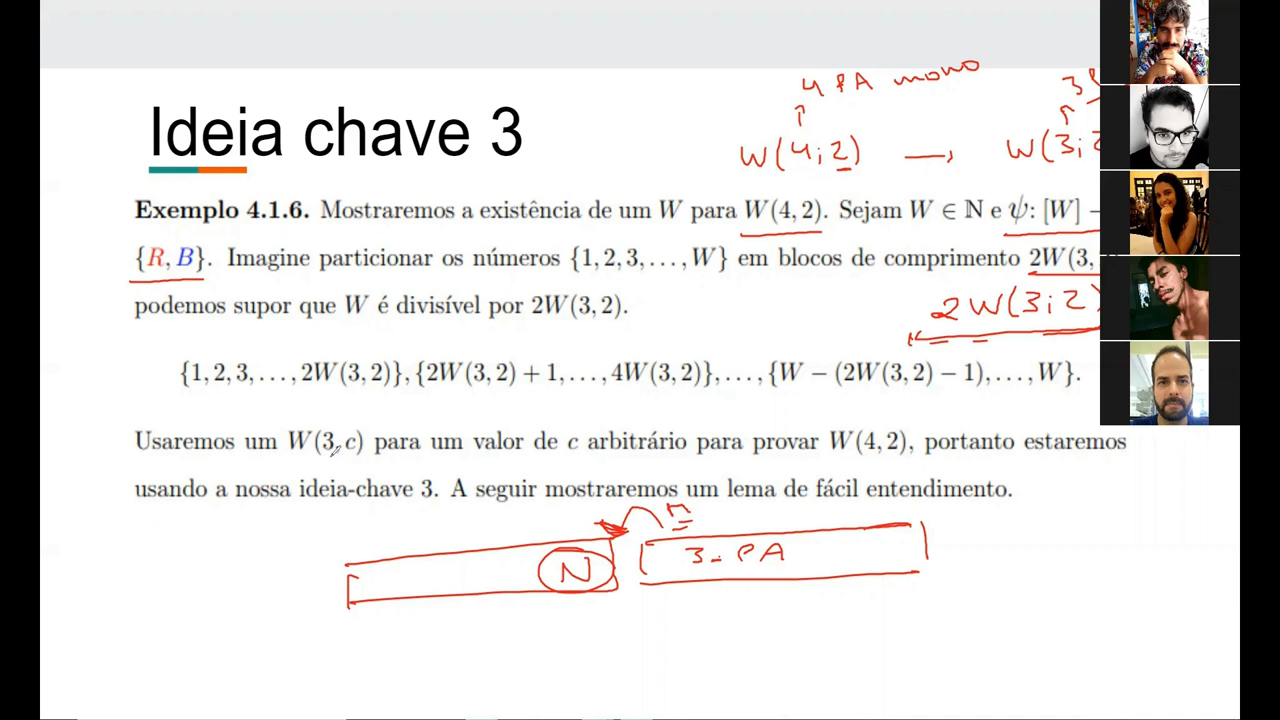 4 PA mono
3
Ideia chave 3
W(4;2) → W(3;2
Exemplo 4.1.6. Mostraremos a existência de um W para W(4, 2). Sejam W ∈ ℕ e ψ: [W] −
{R, B}. Imagine particionar os números {1, 2, 3, . . . , W} em blocos de comprimento 2W(3,
podemos supor que W é divisível por 2W(3, 2).
2W(3;2)
{1, 2, 3, . . . , 2W(3, 2)}, {2W(3, 2) + 1, . . . , 4W(3, 2)}, . . . , {W − (2W(3, 2) − 1), . . . , W}.
Usaremos um W(3, c) para um valor de c arbitrário para provar W(4, 2), portanto estaremos
usando a nossa ideia-chave 3. A seguir mostraremos um lema de fácil entendimento.
N 3-PA